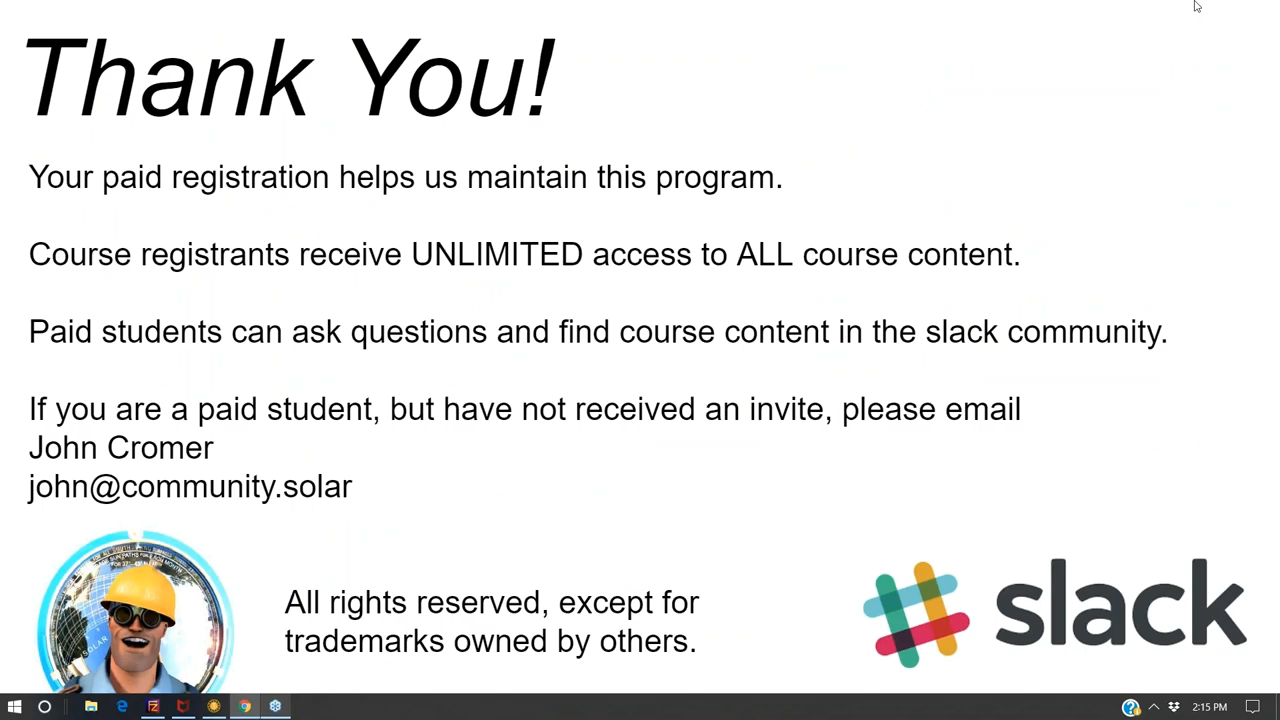 Thank You!
Your paid registration helps us maintain this program.
Course registrants receive UNLIMITED access to ALL course content.
Paid students can ask questions and find course content in the slack community.
If you are a paid student, but have not received an invite, please email
John Cromer
john@community.solar
SOLAR
All rights reserved, except for
trademarks owned by others.
slack
2:15 PM